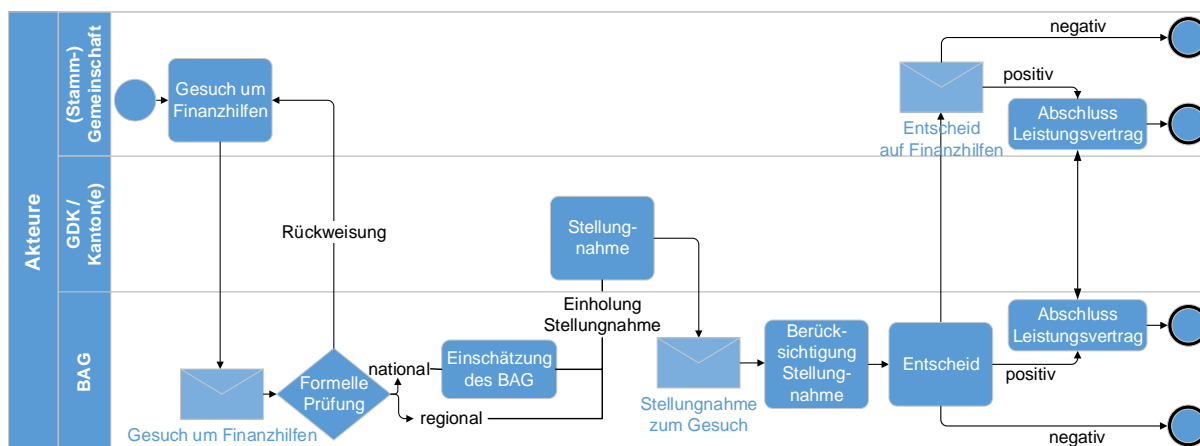 Akteure
(Stamm-)
Gemeinschaft
Gesuch um
Finanzhilfen
negativ
positiv
Entscheid
auf Finanzhilfen
Abschluss
Leistungsvertrag
GDK /
Kanton(e)
Rückweisung
Stellung-
nahme
Einholung
Stellungnahme
BAG
Gesuch um Finanzhilfen
Formelle
Prüfung
national
regional
Einschätzung
des BAG
Stellungnahme
zum Gesuch
Berück-
sichtigung
Stellung-
nahme
Entscheid
positiv
negativ
Abschluss
Leistungsvertrag